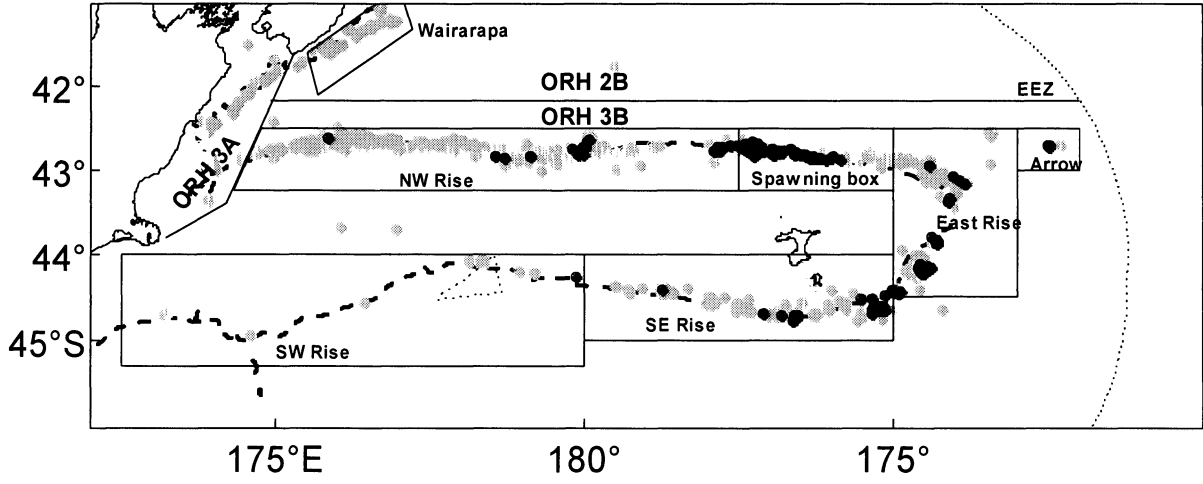 Wairarapa
42°
ORH 2B
EEZ
ORH 3B
ORH 3A
43°
NW Rise
Spawning box
Arrow
East Rise
44°
SE Rise
45°S
SW Rise
175°E
180°
175°